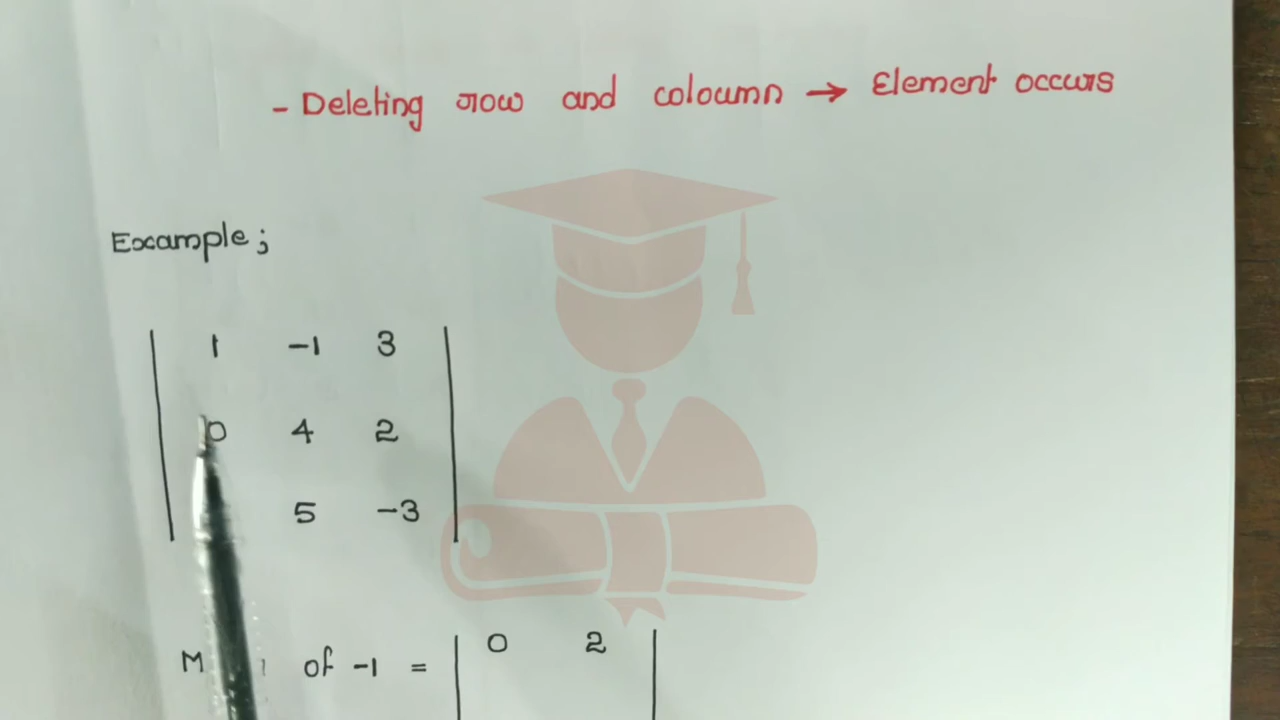 - Deleting row and coloumn → Element occurs
Example;
1 -1 3
0 4 2
5 -3
of -1 = 0 2